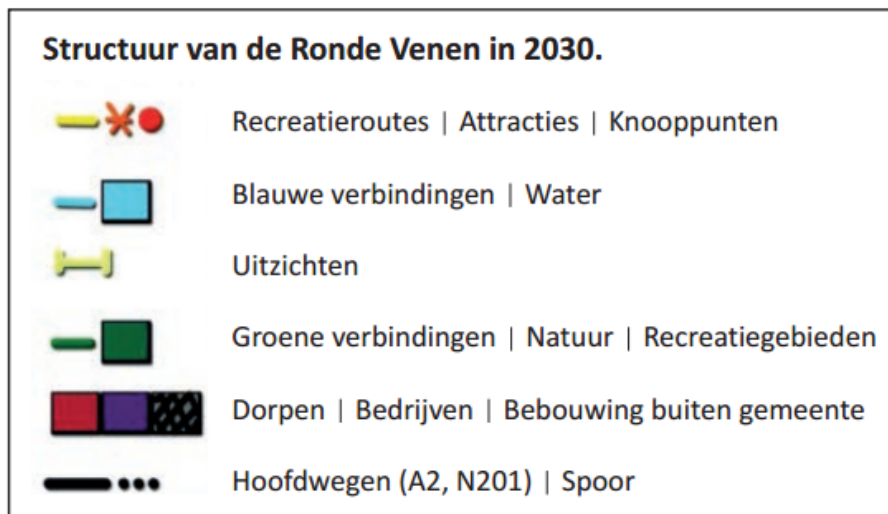 Structuur van de Ronde Venen in 2030.
Recreatieroutes | Attracties | Knooppunten
Blauwe verbindingen | Water
Uitzichten
Groene verbindingen | Natuur | Recreatiegebieden
Dorpen | Bedrijven | Bebouwing buiten gemeente
Hoofdwegen (A2, N201) | Spoor